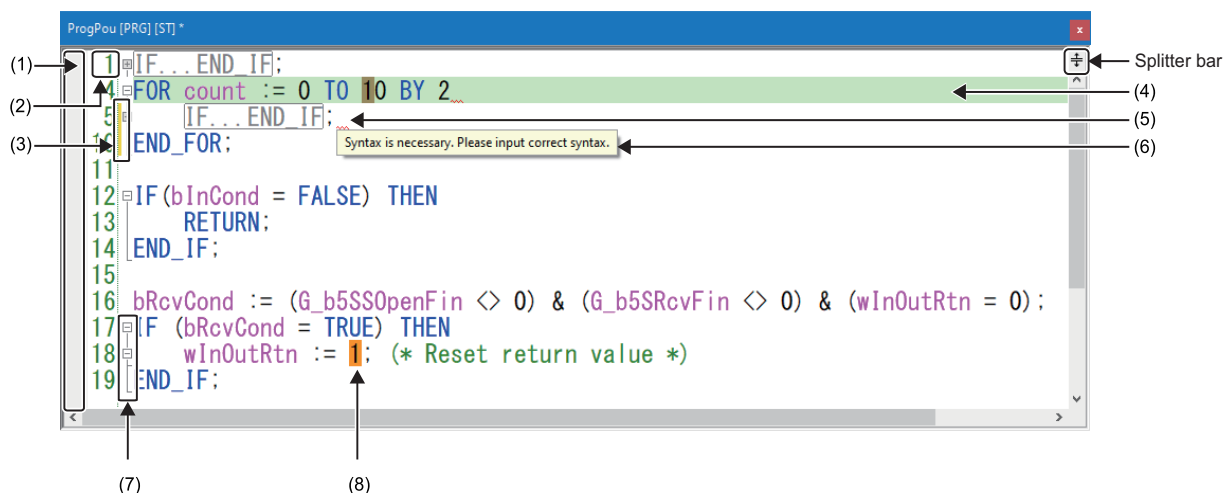 ProgPou [PRG] [ST] *
(1)
1 IF...END_IF;
Splitter bar
(2)
4 FOR count := 0 TO 10 BY 2
(4)
5 IF...END_IF;
(5)
(3)
10 END_FOR;
Syntax is necessary. Please input correct syntax.
(6)
11
12 IF(bInCond = FALSE) THEN
13 RETURN;
14 END_IF;
15
16 bRcvCond := (G_b5SSOpenFin <> 0) & (G_b5SRcvFin <> 0) & (wInOutRtn = 0);
17 IF (bRcvCond = TRUE) THEN
18 wInOutRtn := 1; (* Reset return value *)
19 END_IF;
(7)
(8)